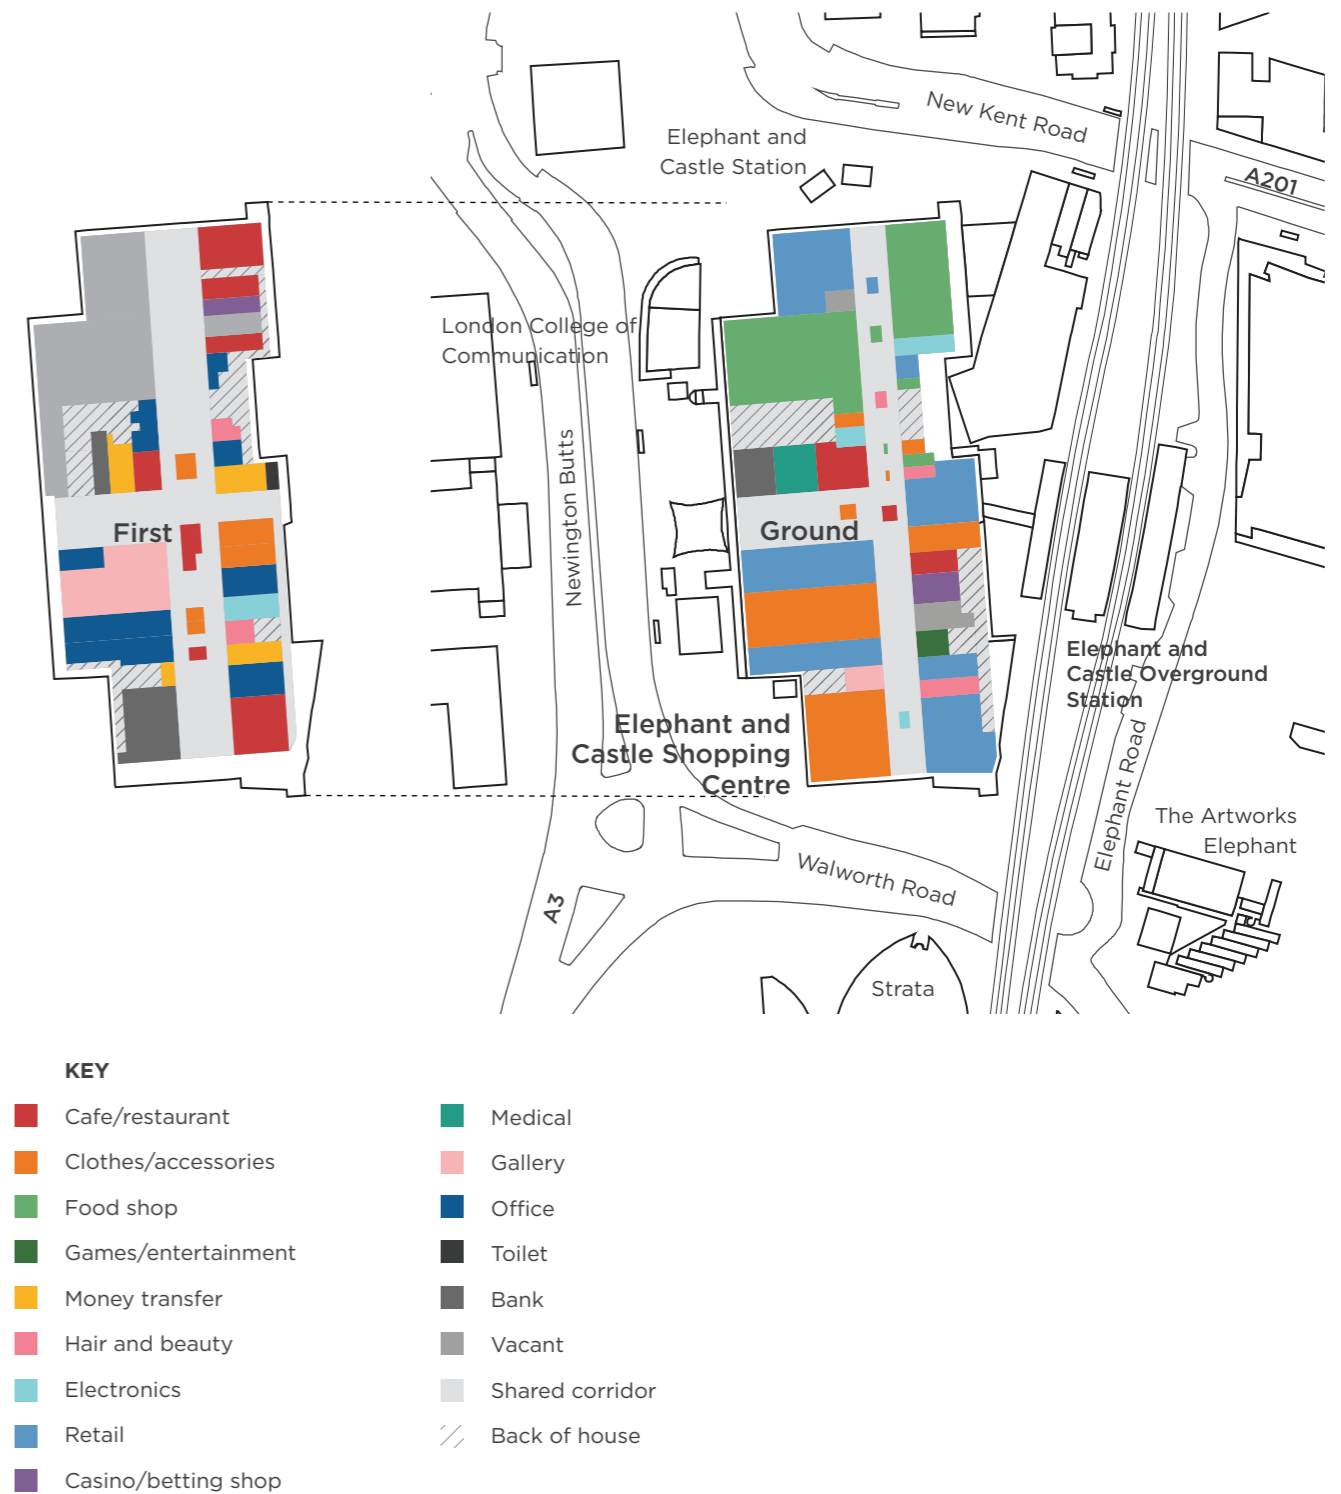 New Kent Road
Elephant and
Castle Station
A201
London College of
Communication
Newington Butts
First
Ground
Elephant and
Castle Overground
Station
Elephant and
Castle Shopping
Centre
Elephant Road
The Artworks
Elephant
Walworth Road
A3
Strata
KEY
Cafe/restaurant
Clothes/accessories
Food shop
Games/entertainment
Money transfer
Hair and beauty
Electronics
Retail
Casino/betting shop
Medical
Gallery
Office
Toilet
Bank
Vacant
Shared corridor
Back of house